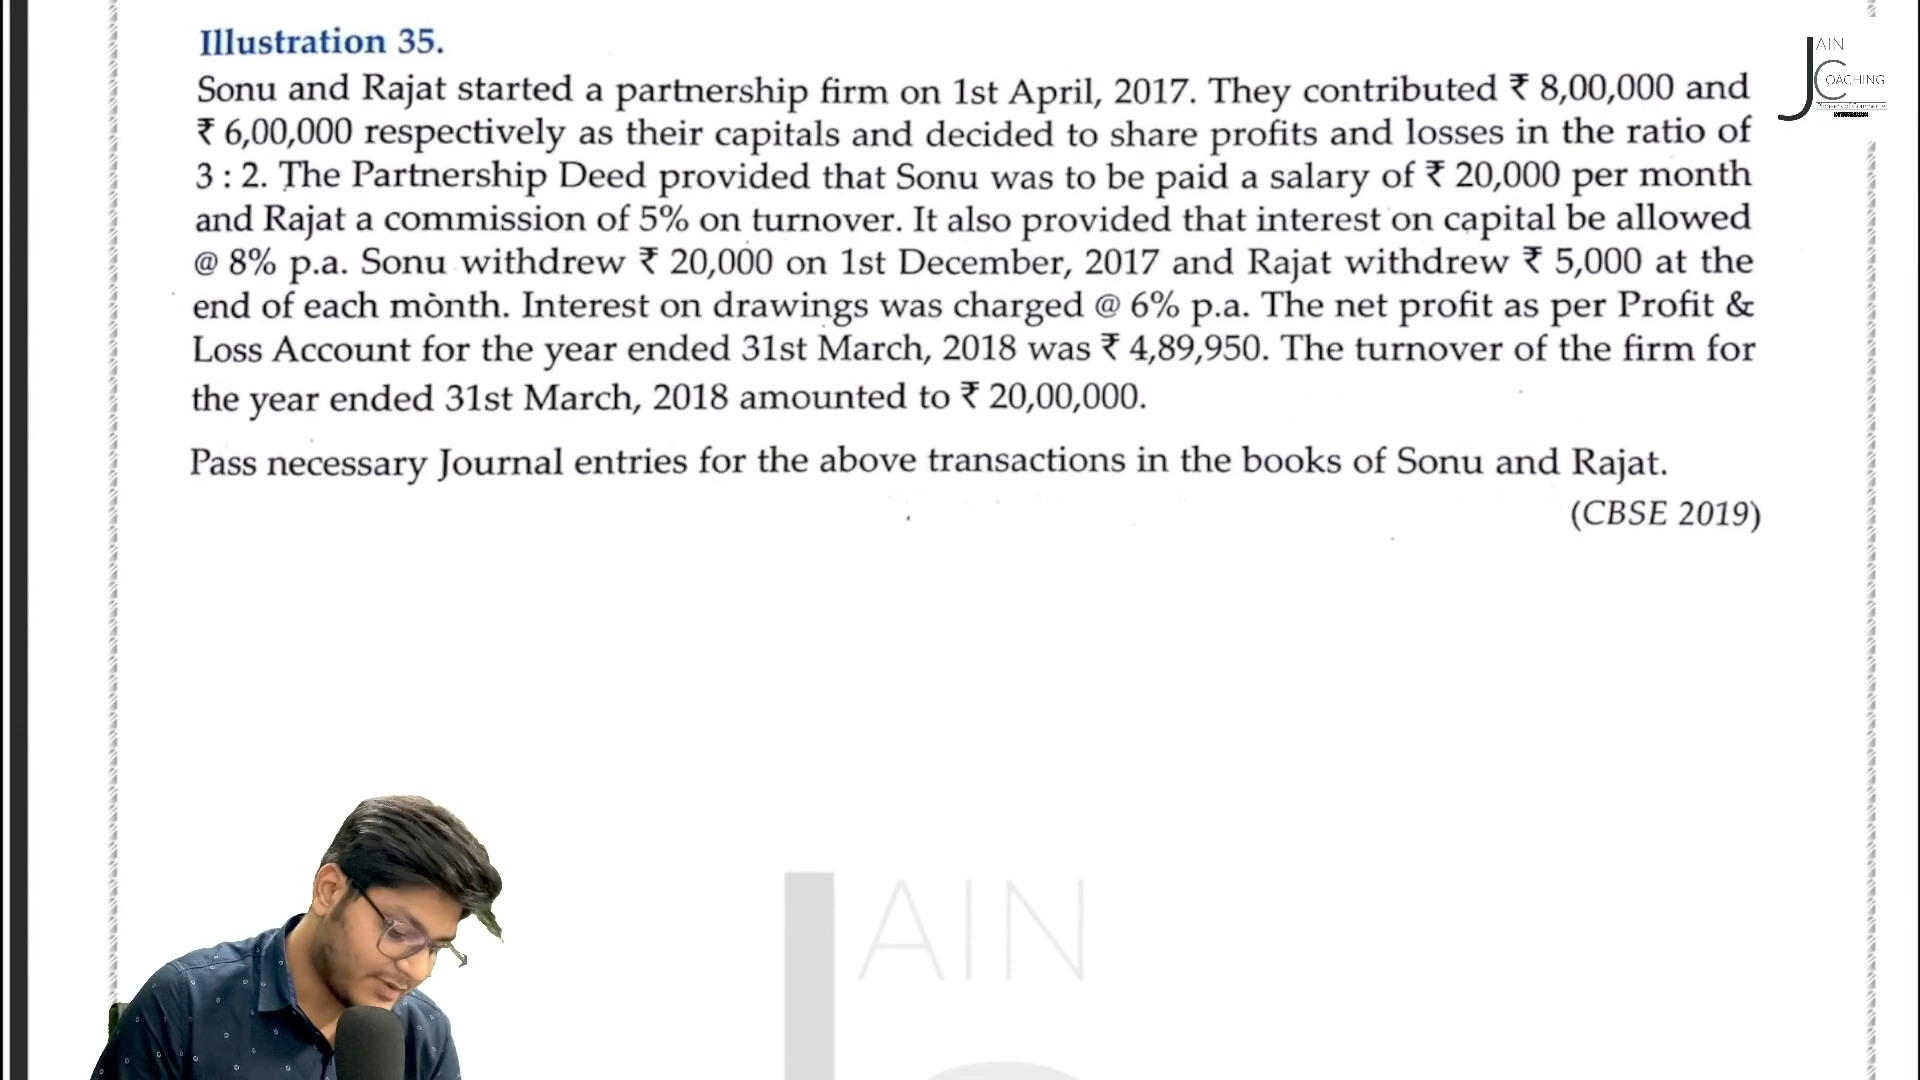 Illustration 35.
Sonu and Rajat started a partnership firm on 1st April, 2017. They contributed ₹ 8,00,000 and
₹ 6,00,000 respectively as their capitals and decided to share profits and losses in the ratio of
3 : 2. The Partnership Deed provided that Sonu was to be paid a salary of ₹ 20,000 per month
and Rajat a commission of 5% on turnover. It also provided that interest on capital be allowed
@ 8% p.a. Sonu withdrew ₹ 20,000 on 1st December, 2017 and Rajat withdrew ₹ 5,000 at the
end of each month. Interest on drawings was charged @ 6% p.a. The net profit as per Profit &
Loss Account for the year ended 31st March, 2018 was ₹ 4,89,950. The turnover of the firm for
the year ended 31st March, 2018 amounted to ₹ 20,00,000.
Pass necessary Journal entries for the above transactions in the books of Sonu and Rajat.
(CBSE 2019)
JAIN
COACHING
Pioneers of Commerce
JAIN